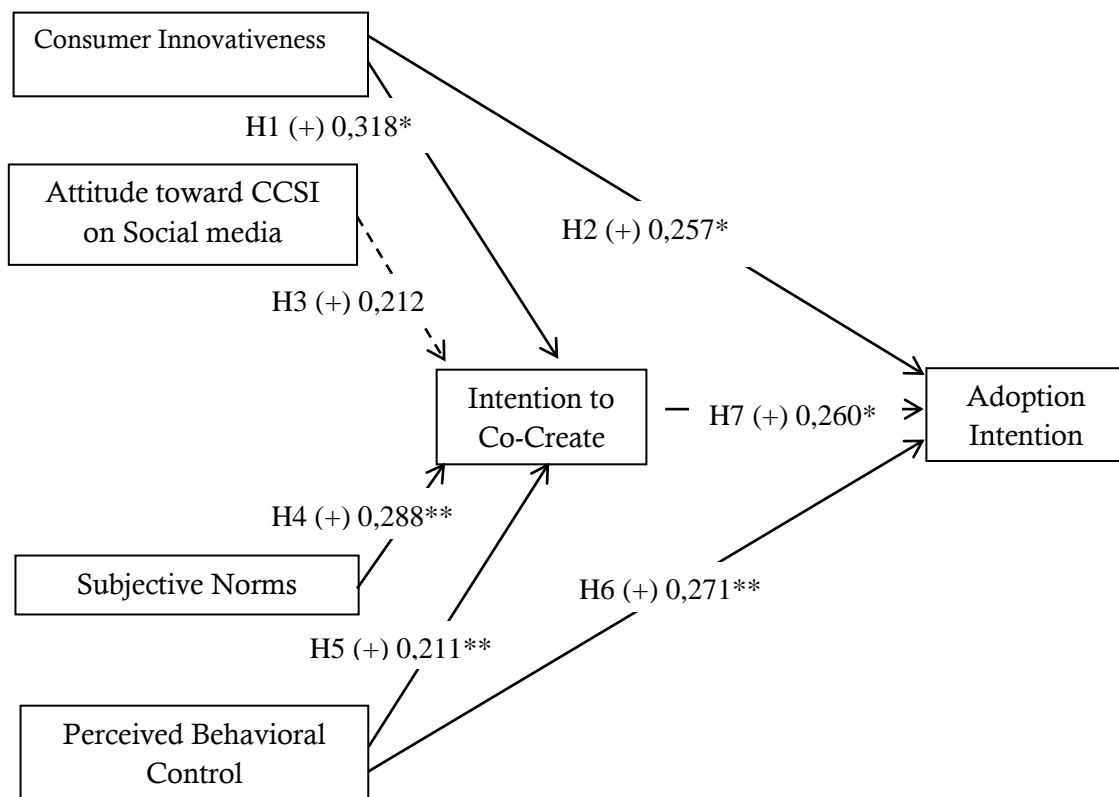 Consumer Innovativeness
H1 (+) 0,318*
Attitude toward CCSI
on Social media
H2 (+) 0,257*
H3 (+) 0,212
Intention to
Co-Create
H7 (+) 0,260*
Adoption
Intention
H4 (+) 0,288**
Subjective Norms
H6 (+) 0,271**
H5 (+) 0,211**
Perceived Behavioral
Control